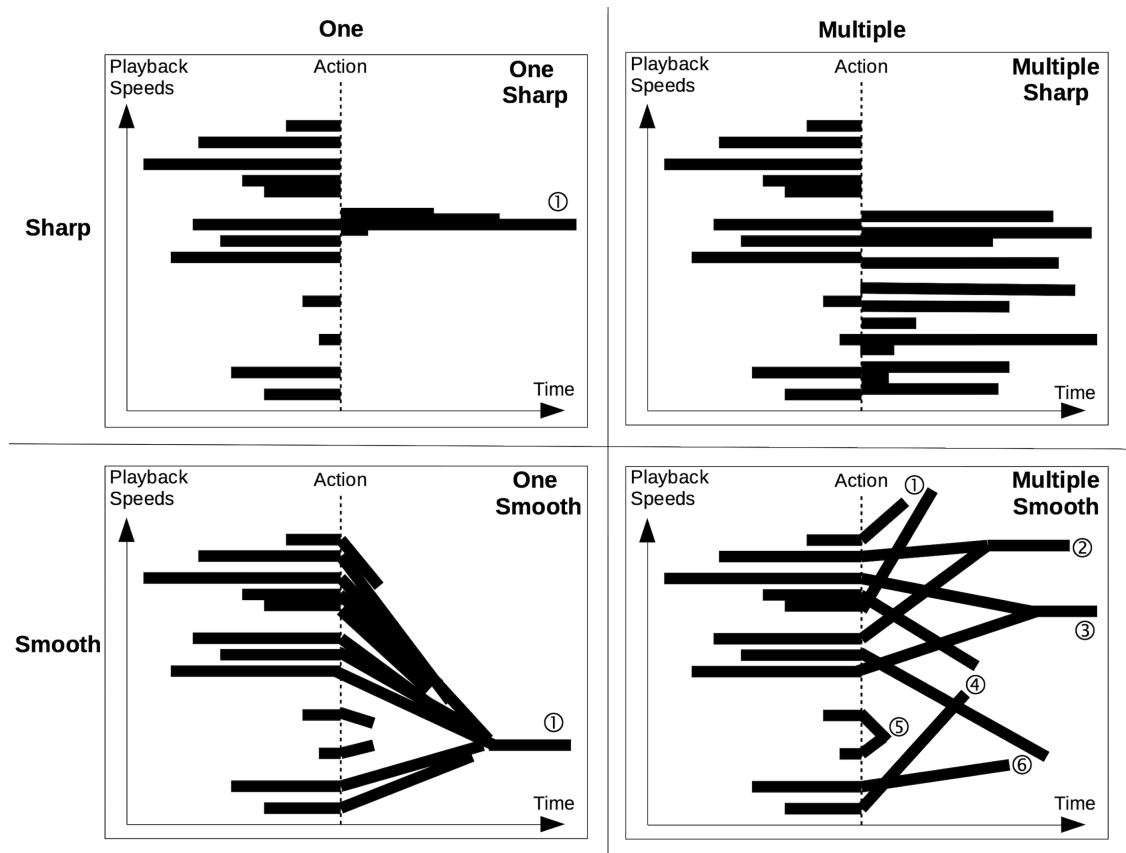 One
Multiple
Playback
Speeds
Action
One
Sharp
①
Time
Playback
Speeds
Action
Multiple
Sharp
Time
Sharp
Playback
Speeds
Action
One
Smooth
①
Time
Playback
Speeds
Action
①
Multiple
Smooth
②
③
④
⑤
⑥
Time
Smooth